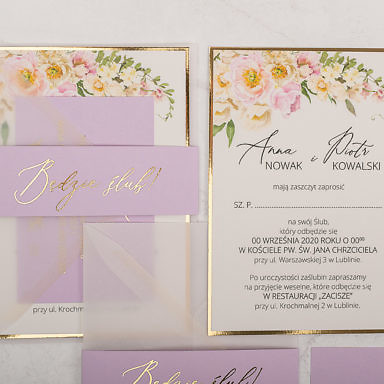 Będzie ślub!
przy ul. Krochm
Anna i Piotr
NOWAK KOWALSKI
mają zaszczyt zaprosić
SZ. P. ..........................................................
na swój Ślub,
który odbędzie się
00 WRZEŚNIA 2020 ROKU O 00⁰⁰
W KOŚCIELE PW. ŚW. JANA CHRZCICIELA
przy ul. Warszawskiej 3 w Lublinie.
Po uroczystości zaślubin zapraszamy
na przyjęcie weselne, które odbędzie się
W RESTAURACJI „ZACISZE”
przy ul. Krochmalnej 2 w Lublinie.
Będzie ślub!